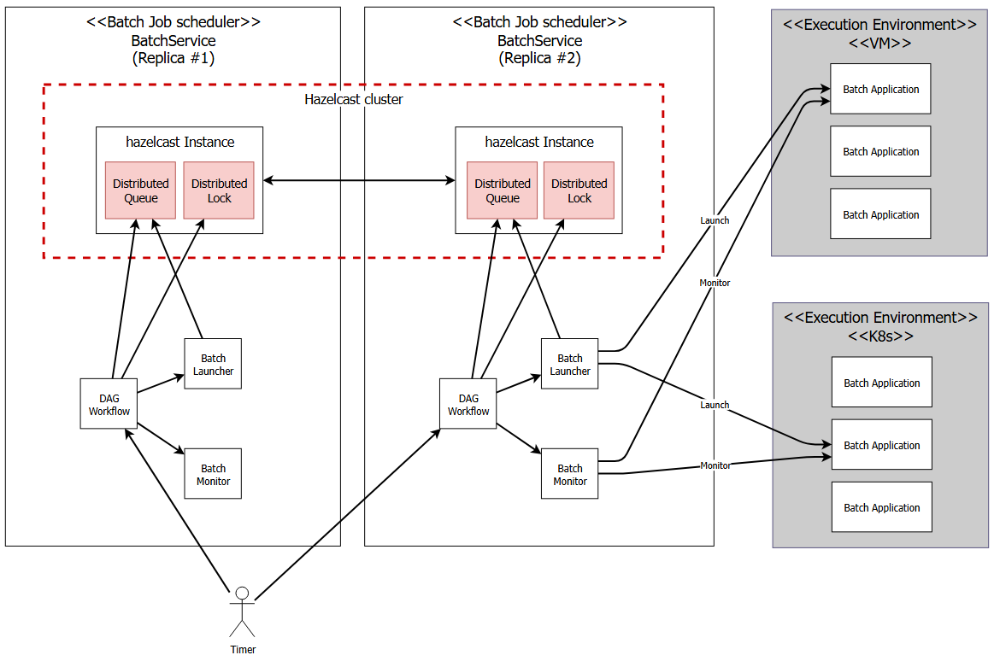 <<Batch Job scheduler>>
BatchService
(Replica #1)
<<Batch Job scheduler>>
BatchService
(Replica #2)
<<Execution Environment>>
<<VM>>
Batch Application
Batch Application
Batch Application
Hazelcast cluster
hazelcast Instance
Distributed
Queue
Distributed
Lock
hazelcast Instance
Distributed
Queue
Distributed
Lock
Launch
Monitor
<<Execution Environment>>
<<K8s>>
Batch Application
Batch Application
Batch Application
Batch
Launcher
DAG
Workflow
Batch
Monitor
Batch
Launcher
DAG
Workflow
Batch
Monitor
Launch
Monitor
Timer